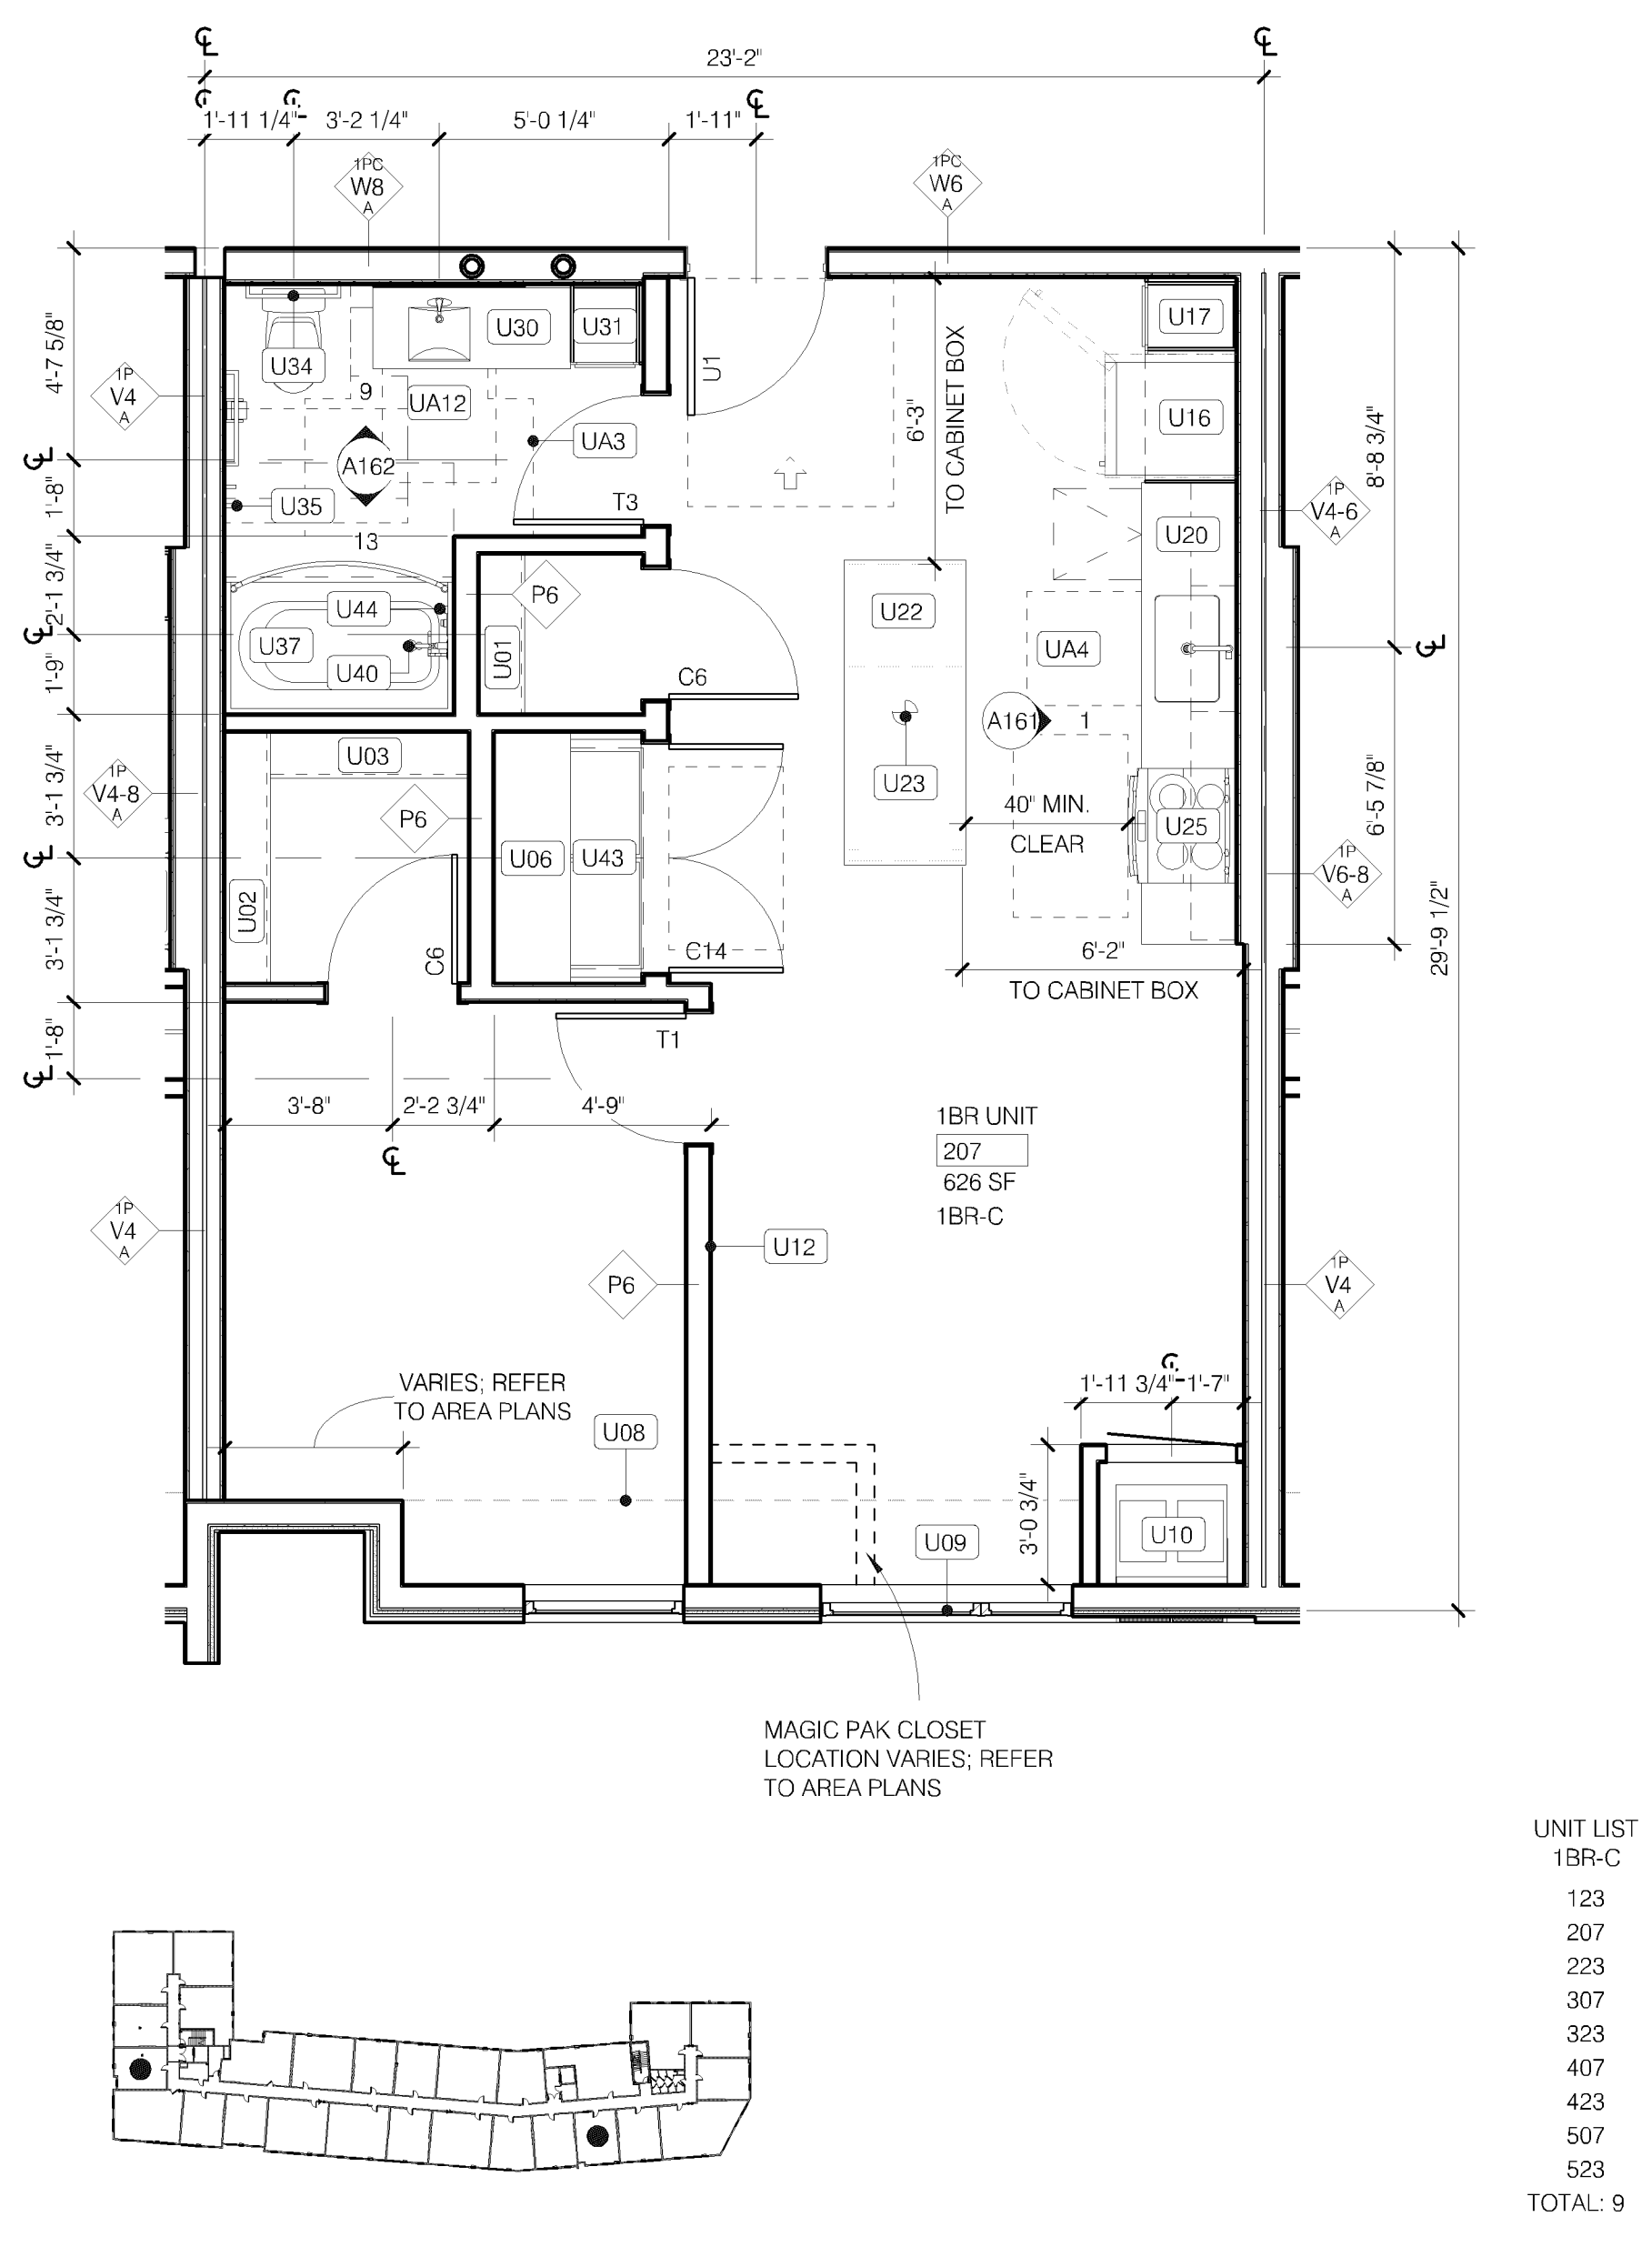 23'-2"
1'-11 1/4"
3'-2 1/4"
5'-0 1/4"
1'-11"
1PC
W8
A
1PC
W6
A
4'-7 5/8"
1'-8"
2'-1 3/4"
1'-9"
3'-1 3/4"
3'-1 3/4"
1'-8"
1P
V4
A
1P
V4-8
A
1P
V4
A
U34
9
UA12
U30
U31
U1
A162
UA3
U35
T3
13
U44
U37
U40
U01
P6
C6
U03
P6
U02
U06
U43
C6
C14
T1
6'-3"
TO CABINET BOX
U17
U16
U20
U22
UA4
A161
1
U23
40" MIN.
CLEAR
U25
6'-2"
TO CABINET BOX
8'-8 3/4"
6'-5 7/8"
29'-9 1/2"
1P
V4-6
A
1P
V6-8
A
1P
V4
A
3'-8"
2'-2 3/4"
4'-9"
1BR UNIT
207
626 SF
1BR-C
U12
P6
VARIES; REFER
TO AREA PLANS
U08
1'-11 3/4"
1'-7"
3'-0 3/4"
U10
U09
MAGIC PAK CLOSET
LOCATION VARIES; REFER
TO AREA PLANS
UNIT LIST
1BR-C
123
207
223
307
323
407
423
507
523
TOTAL: 9